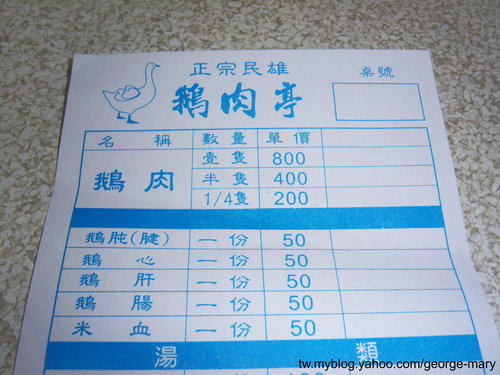 正宗民雄
桌號
鵝肉亭
名稱 數量 單價
鵝肉 壹隻 800
半隻 400
1/4隻 200
鵝肫(腱) 一份 50
鵝心 一份 50
鵝肝 一份 50
鵝腸 一份 50
米血 一份 50
湯類
tw.myblog.yahoo.com/george-mary